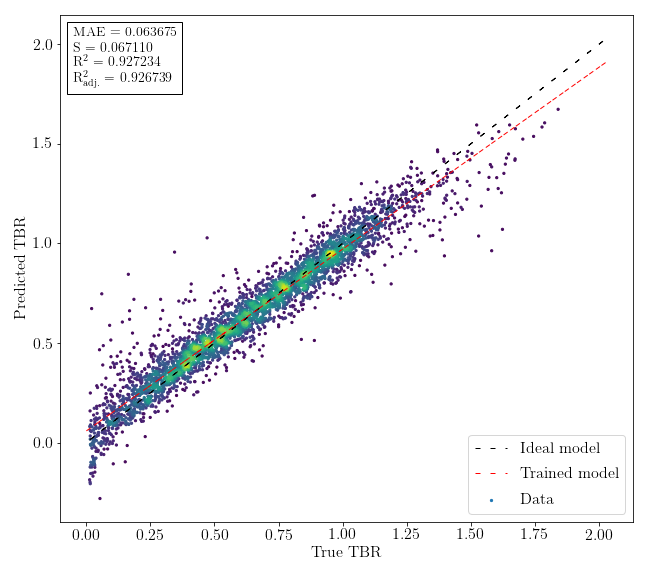 MAE = 0.063675
S = 0.067110
R² = 0.927234
R²adj. = 0.926739
2.0
1.5
1.0
0.5
0.0
Predicted TBR
0.00 0.25 0.50 0.75 1.00 1.25 1.50 1.75 2.00
True TBR
Ideal model
Trained model
Data